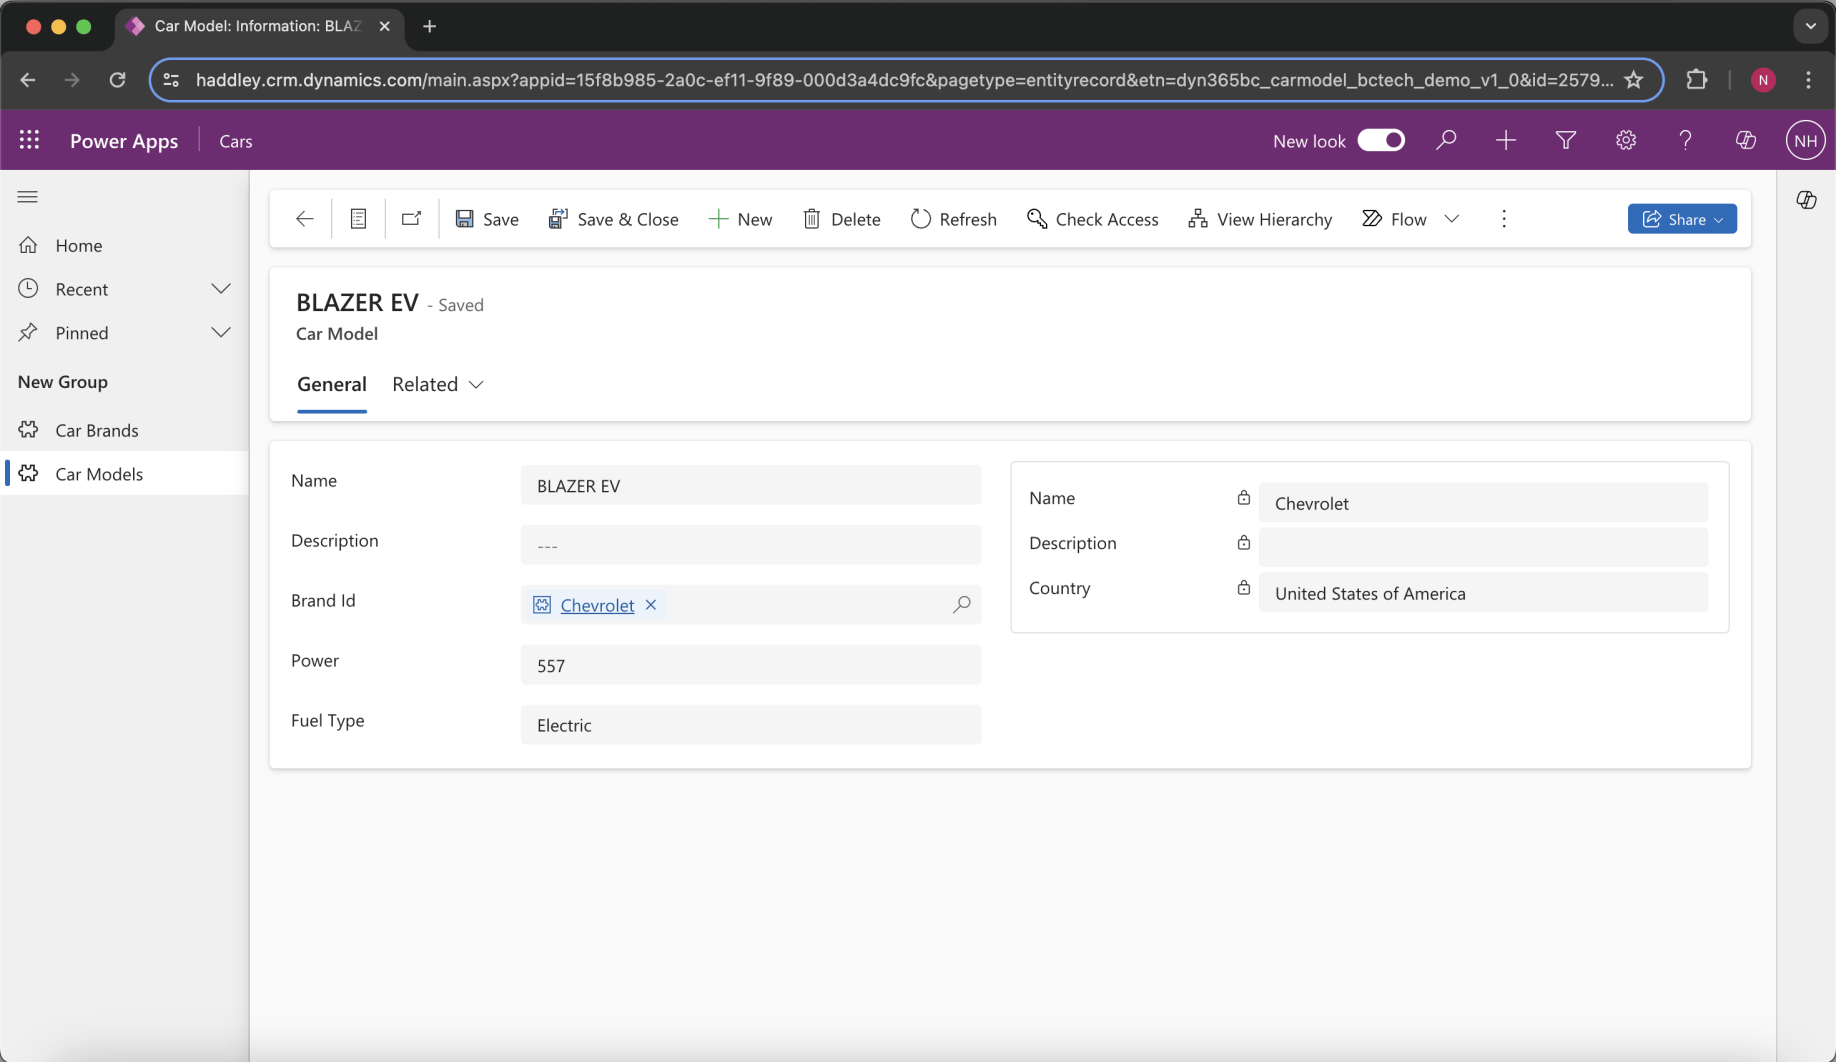 Car Model: Information: BLAZ
haddley.crm.dynamics.com/main.aspx?appid=15f8b985-2a0c-ef11-9f89-000d3a4dc9fc&pagetype=entityrecord&etn=dyn365bc_carmodel_bctech_demo_v1_0&id=2579...
N
Power Apps
Cars
New look
NH
Save
Save & Close
New
Delete
Refresh
Check Access
View Hierarchy
Flow
Share
Home
Recent
Pinned
New Group
Car Brands
Car Models
BLAZER EV - Saved
Car Model
General
Related
Name
BLAZER EV
Description
---
Brand Id
Chevrolet
Power
557
Fuel Type
Electric
Name
Chevrolet
Description
Country
United States of America